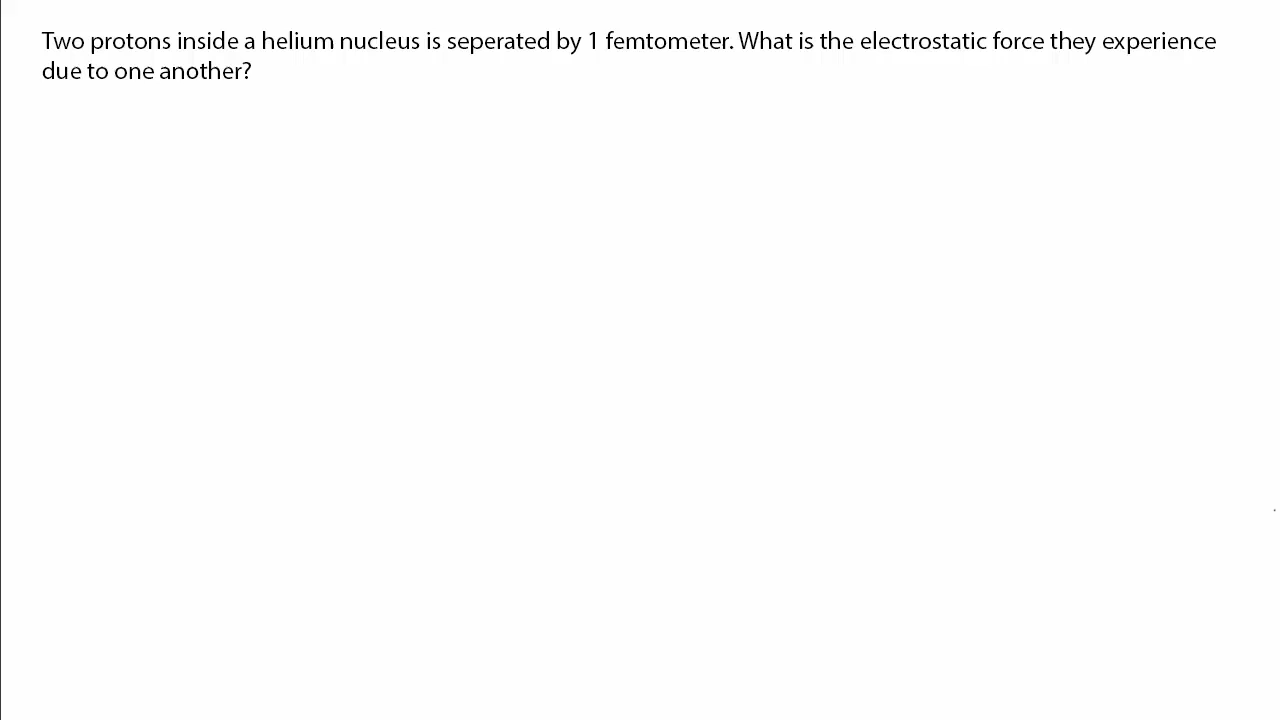 Two protons inside a helium nucleus is seperated by 1 femtometer. What is the electrostatic force they experience
due to one another?